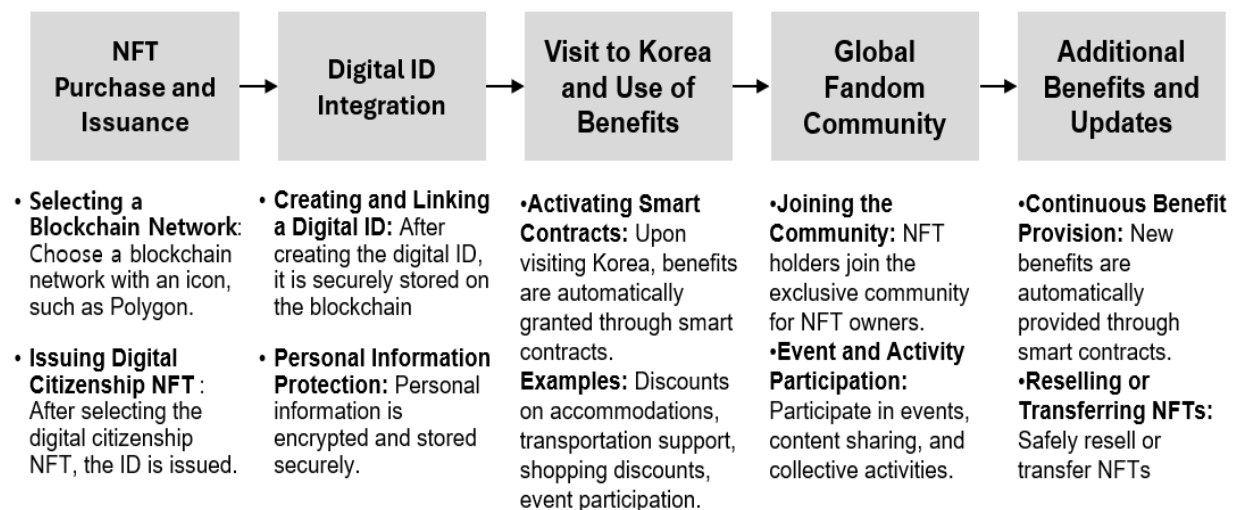 NFT
Purchase and
Issuance
Digital ID
Integration
Visit to Korea
and Use of
Benefits
Global
Fandom
Community
Additional
Benefits and
Updates
• Selecting a
Blockchain Network:
Choose a blockchain
network with an icon,
such as Polygon.
• Issuing Digital
Citizenship NFT :
After selecting the
digital citizenship
NFT, the ID is issued.
• Creating and Linking
a Digital ID: After
creating the digital ID,
it is securely stored on
the blockchain
• Personal Information
Protection: Personal
information is
encrypted and stored
securely.
•Activating Smart
Contracts: Upon
visiting Korea, benefits
are automatically
granted through smart
contracts.
Examples: Discounts
on accommodations,
transportation support,
shopping discounts,
event participation.
•Joining the
Community: NFT
holders join the
exclusive community
for NFT owners.
•Event and Activity
Participation:
Participate in events,
content sharing, and
collective activities.
•Continuous Benefit
Provision: New
benefits are
automatically
provided through
smart contracts.
•Reselling or
Transferring NFTs:
Safely resell or
transfer NFTs